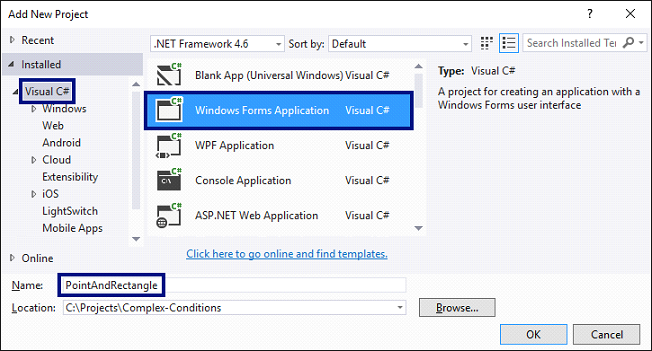 Add New Project
Recent
.NET Framework 4.6 Sort by: Default Search Installed Te
Installed
Visual C#
Windows
Web
Android
Cloud
Extensibility
iOS
LightSwitch
Mobile Apps
Online
Blank App (Universal Windows) Visual C#
Windows Forms Application Visual C#
WPF Application Visual C#
Console Application Visual C#
ASP.NET Web Application Visual C#
Click here to go online and find templates.
Type: Visual C#
A project for creating an application with a
Windows Forms user interface
Name: PointAndRectangle
Location: C:\Projects\Complex-Conditions Browse...
OK Cancel